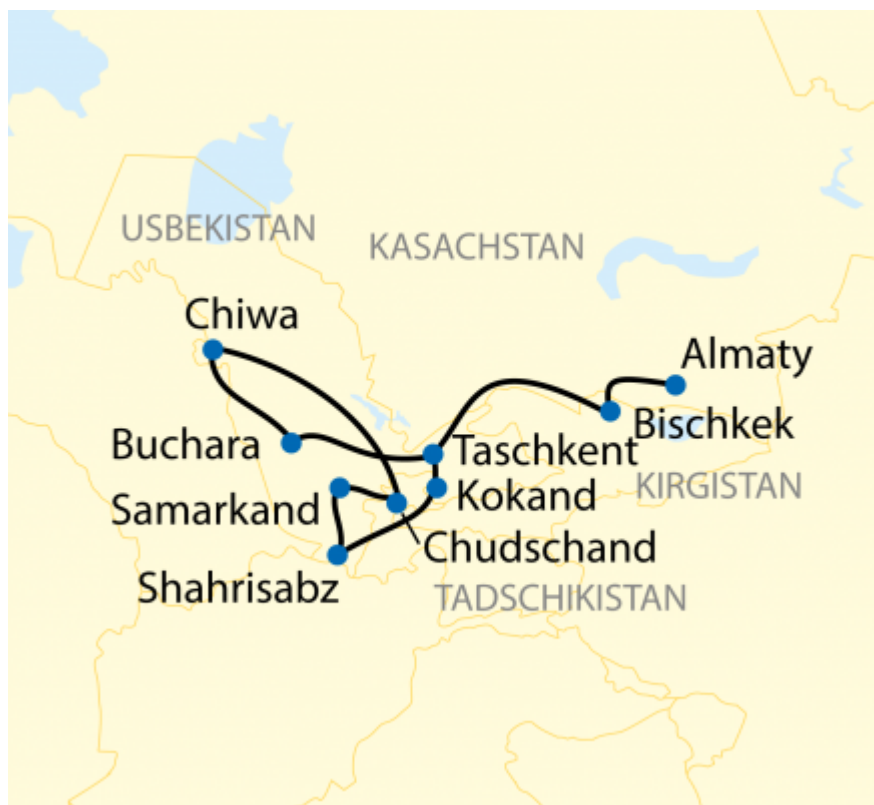 USBEKISTAN
KASACHSTAN
Chiwa
Almaty
Bischkek
Buchara
Taschkent
KIRGISTAN
Samarkand
Kokand
Chudschand
Shahrisabz
TADSCHIKISTAN